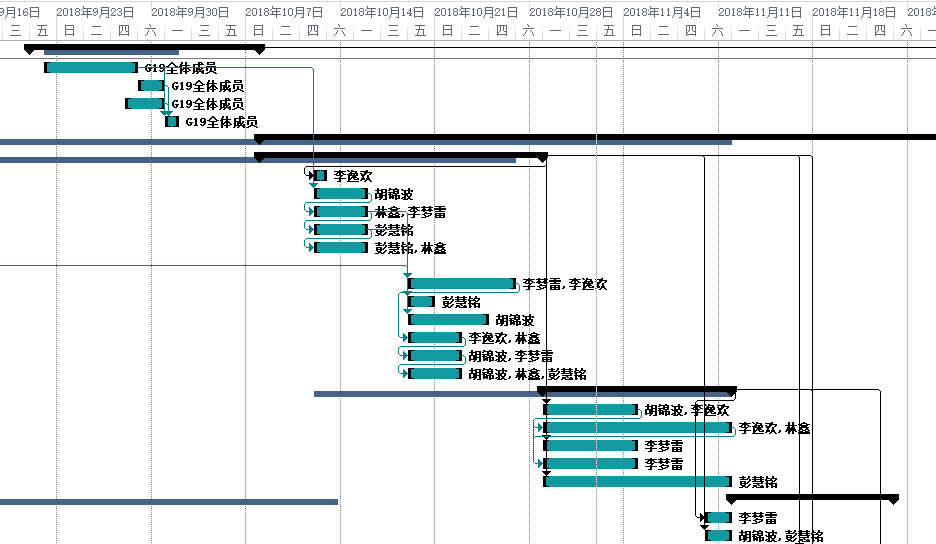 9月16日 2018年9月23日 2018年9月30日 2018年10月7日 2018年10月14日 2018年10月21日 2018年10月28日 2018年11月4日 2018年11月11日 2018年11月18日 2018年
三 五 日 二 四 六 一 三 五 日 二 四 六 一 三 五 日 二 四 六 一 三 五 日 二 四 六 一 三 五 日 二 四 六 一
G19全体成员
G19全体成员
G19全体成员
G19全体成员
李逸欢
胡锦波
林鑫, 李梦雷
彭慧铭
彭慧铭, 林鑫
李梦雷, 李逸欢
彭慧铭
胡锦波
李逸欢, 林鑫
胡锦波, 李梦雷
胡锦波, 林鑫, 彭慧铭
胡锦波, 李逸欢
李逸欢, 林鑫
李梦雷
李梦雷
彭慧铭
李梦雷
胡锦波, 彭慧铭